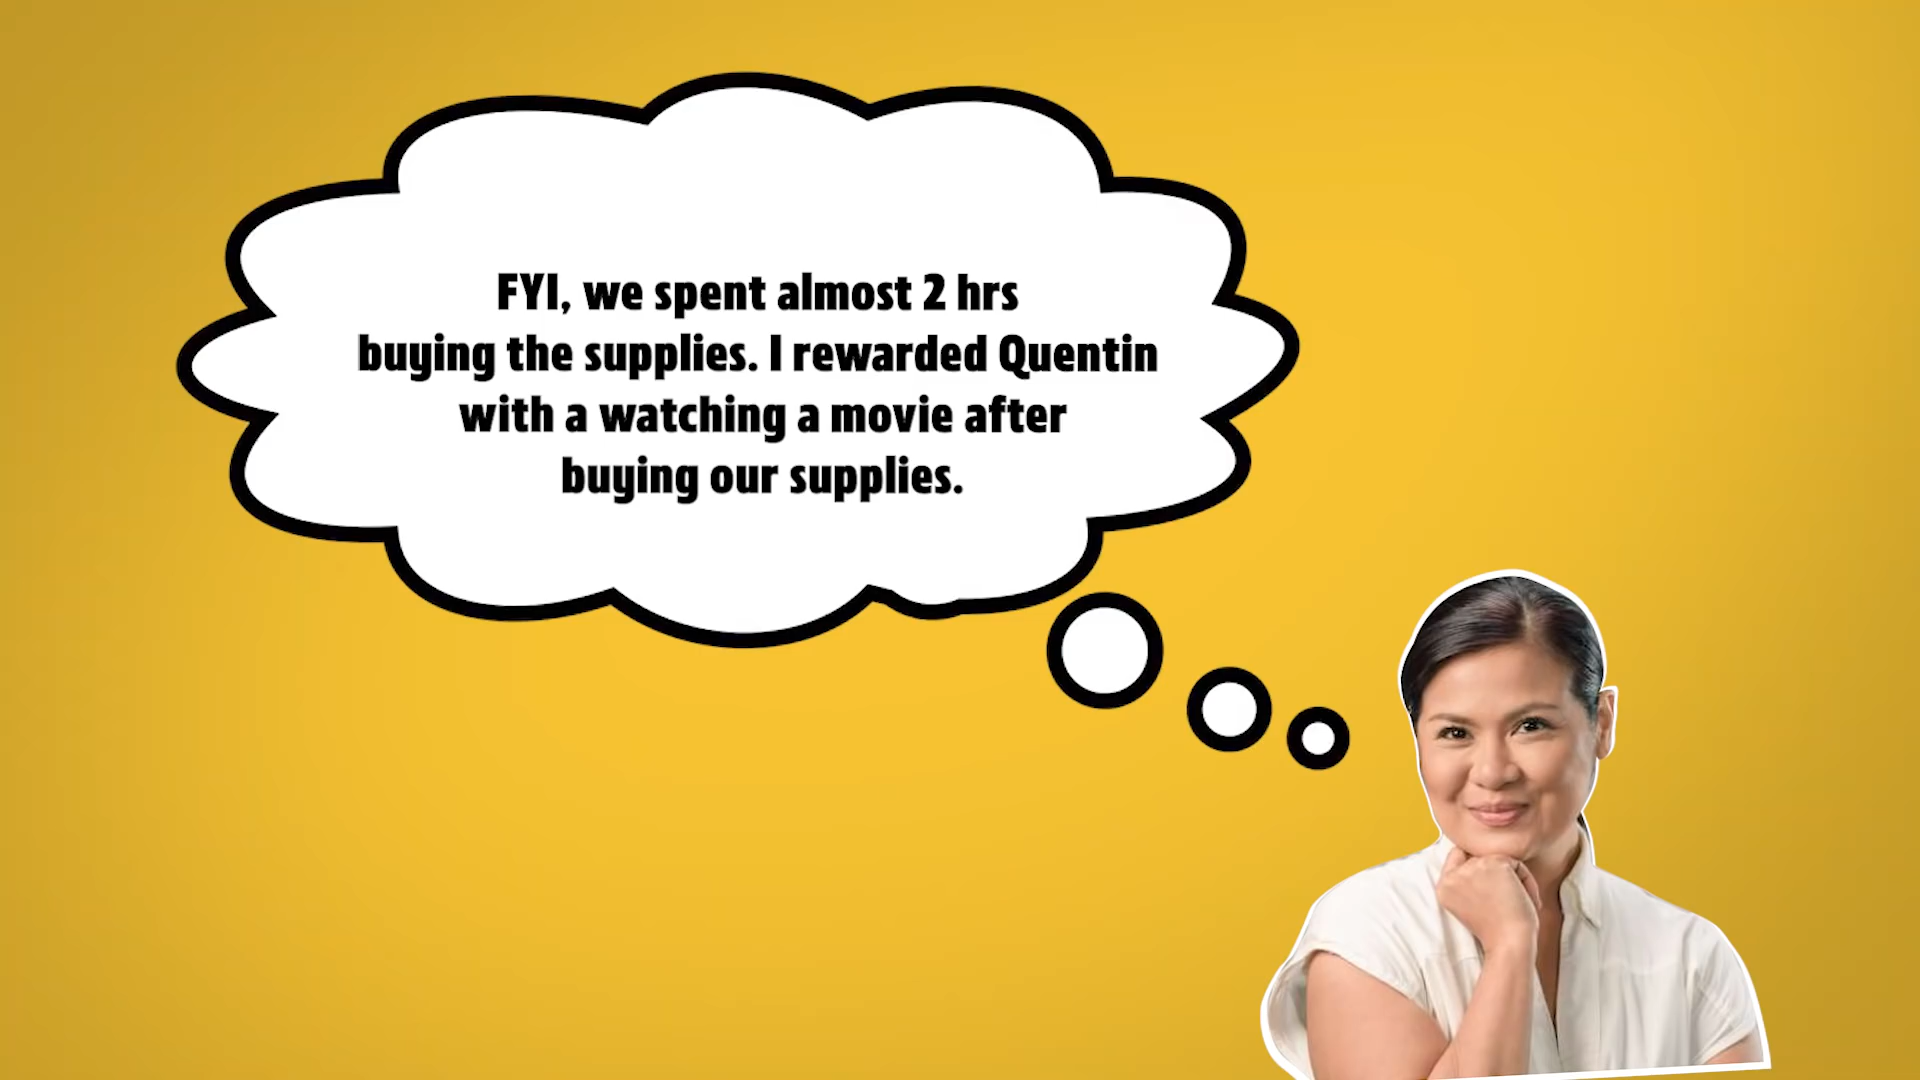 FYI, we spent almost 2 hrs
buying the supplies. I rewarded Quentin
with a watching a movie after
buying our supplies.